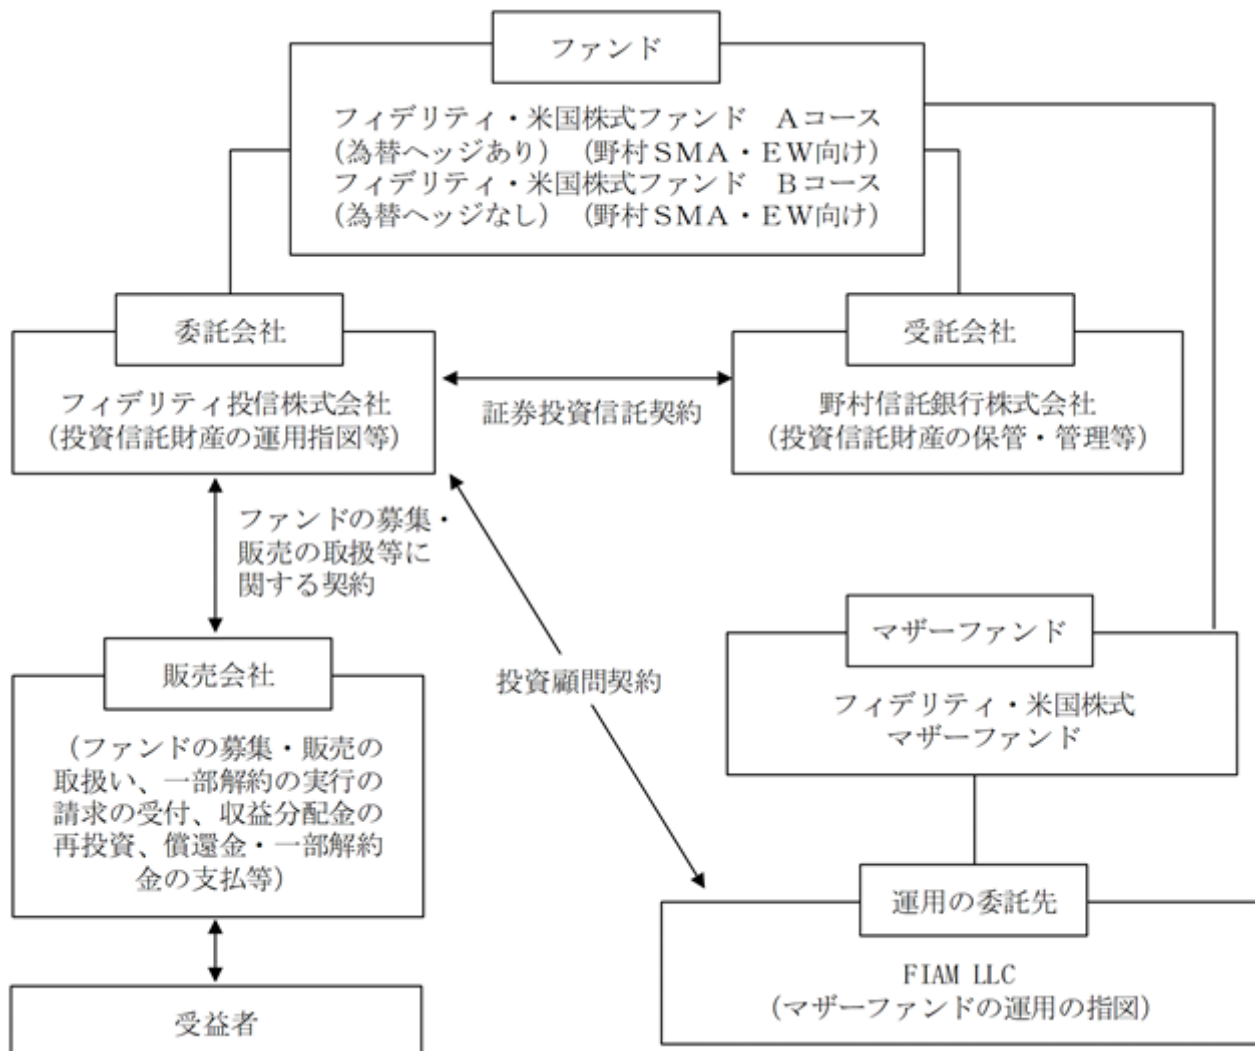 ファンド
フィデリティ・米国株式ファンド　Ａコース
（為替ヘッジあり）（野村ＳＭＡ・ＥＷ向け）
フィデリティ・米国株式ファンド　Ｂコース
（為替ヘッジなし）（野村ＳＭＡ・ＥＷ向け）
委託会社
フィデリティ投信株式会社
（投資信託財産の運用指図等）
証券投資信託契約
受託会社
野村信託銀行株式会社
（投資信託財産の保管・管理等）
ファンドの募集・
販売の取扱等に
関する契約
投資顧問契約
マザーファンド
フィデリティ・米国株式
マザーファンド
販売会社
（ファンドの募集・販売の
取扱い、一部解約の実行の
請求の受付、収益分配金の
再投資、償還金・一部解約
金の支払等）
運用の委託先
FIAM LLC
（マザーファンドの運用の指図）
受益者